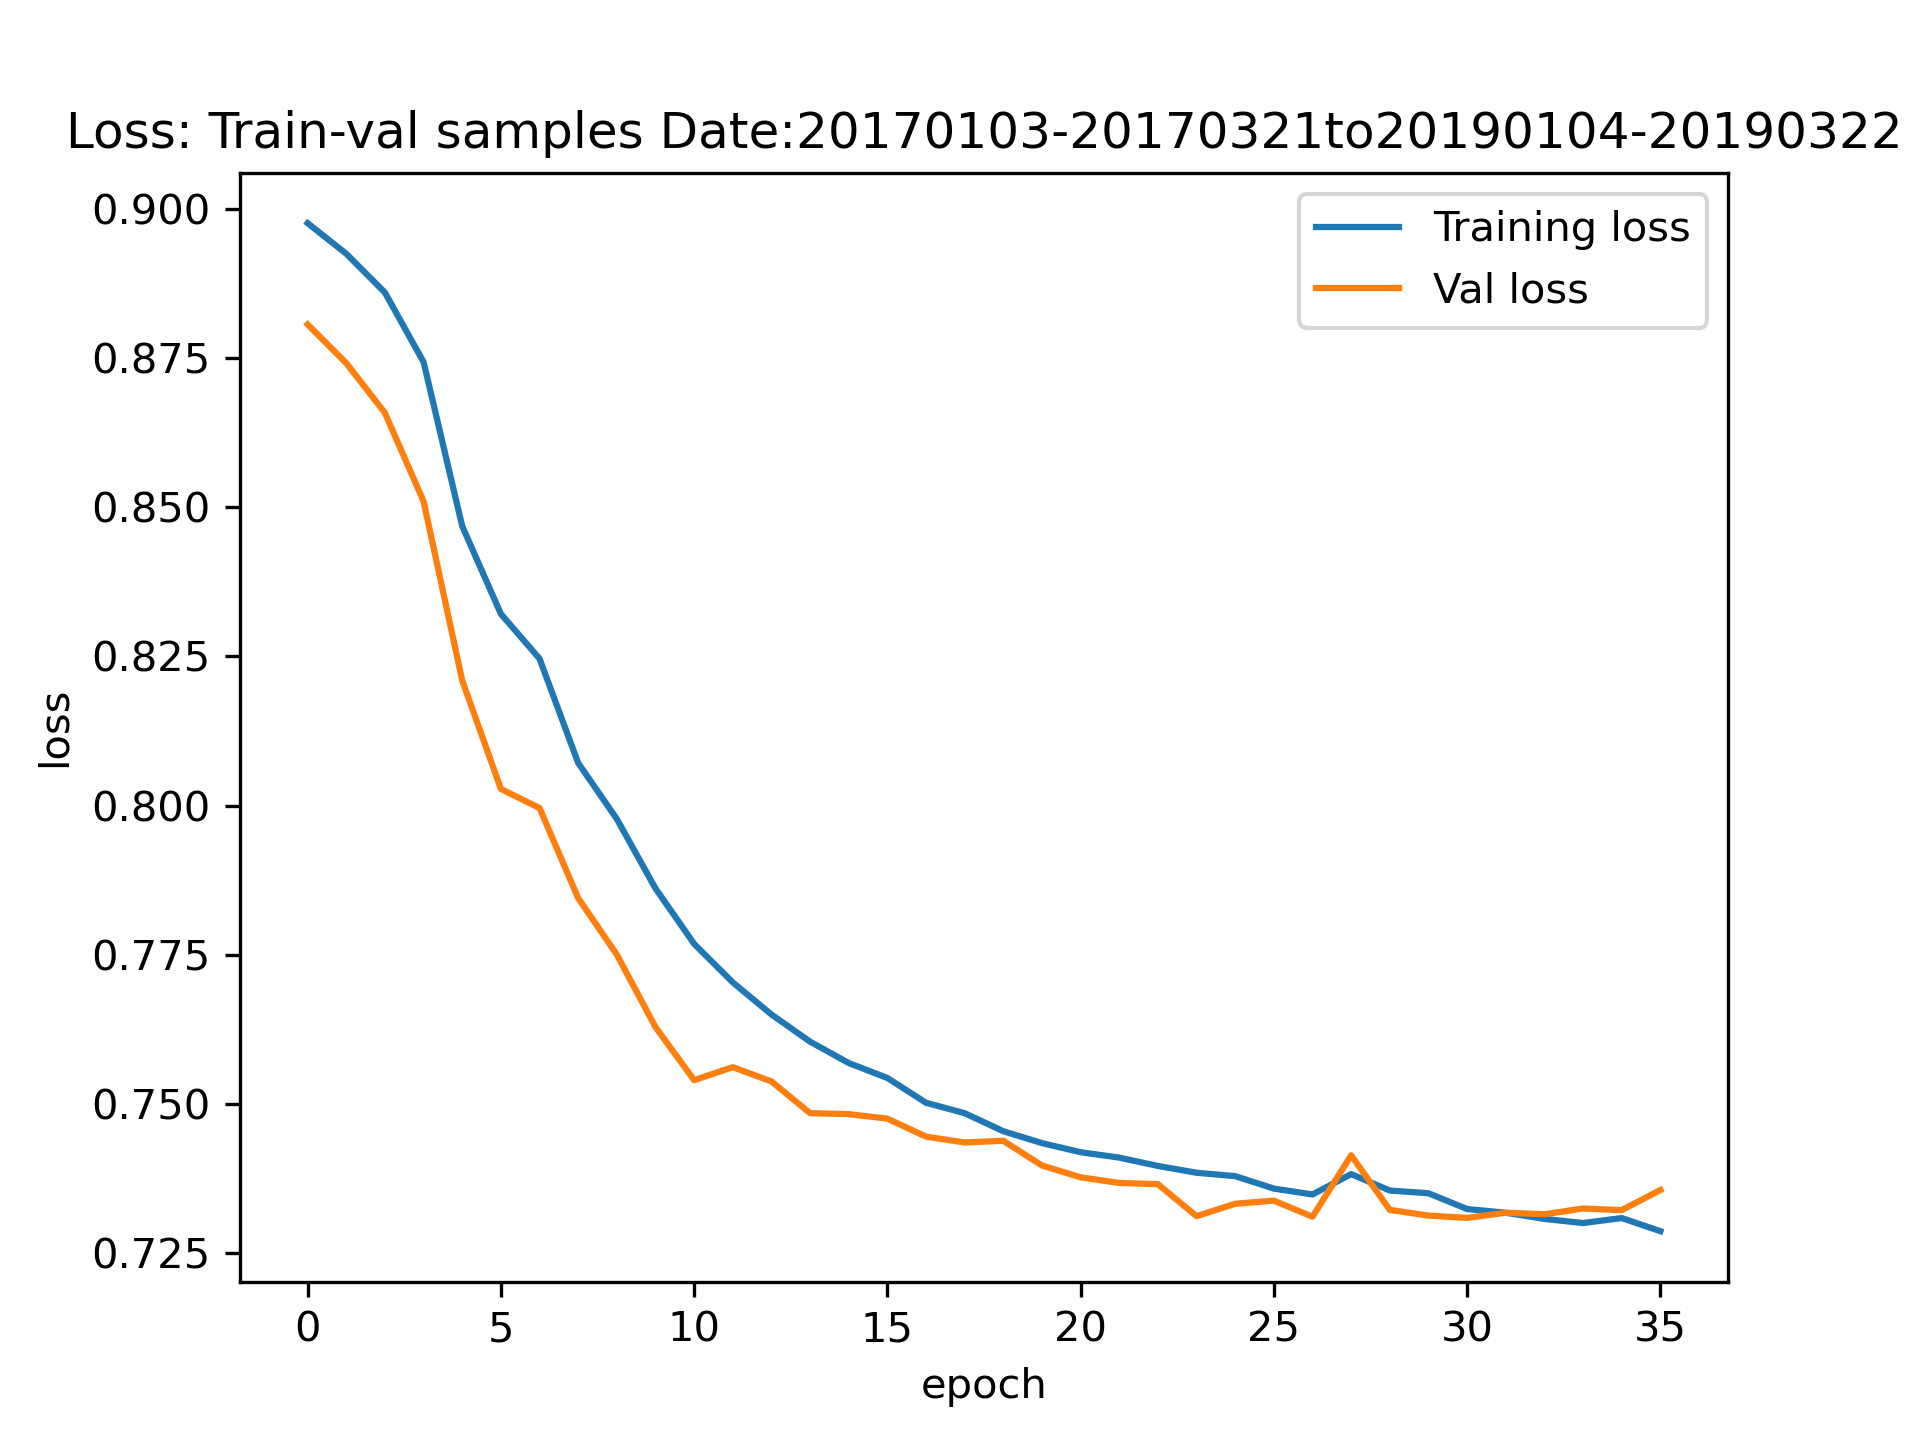 Loss: Train-val samples Date:20170103-20170321to20190104-20190322
Training loss
Val loss
0.900
0.875
0.850
0.825
0.800
0.775
0.750
0.725
loss
0 5 10 15 20 25 30 35
epoch